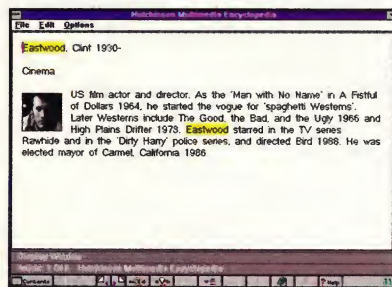 Hutchinson Multimedia Encyclopedia
File Edit Options
Eastwood, Clint 1930-
Cinema
US film actor and director. As the 'Man with No Name' in A Fistful
of Dollars 1964, he started the vogue for 'spaghetti Westerns'.
Later Westerns include The Good, the Bad, and the Ugly 1966 and
High Plains Drifter 1973. Eastwood starred in the TV series
Rawhide and in the 'Dirty Harry' police series, and directed Bird 1988. He was
elected mayor of Carmel, California 1986
Hutchinson Multimedia Encyclopedia
Contents
? Help